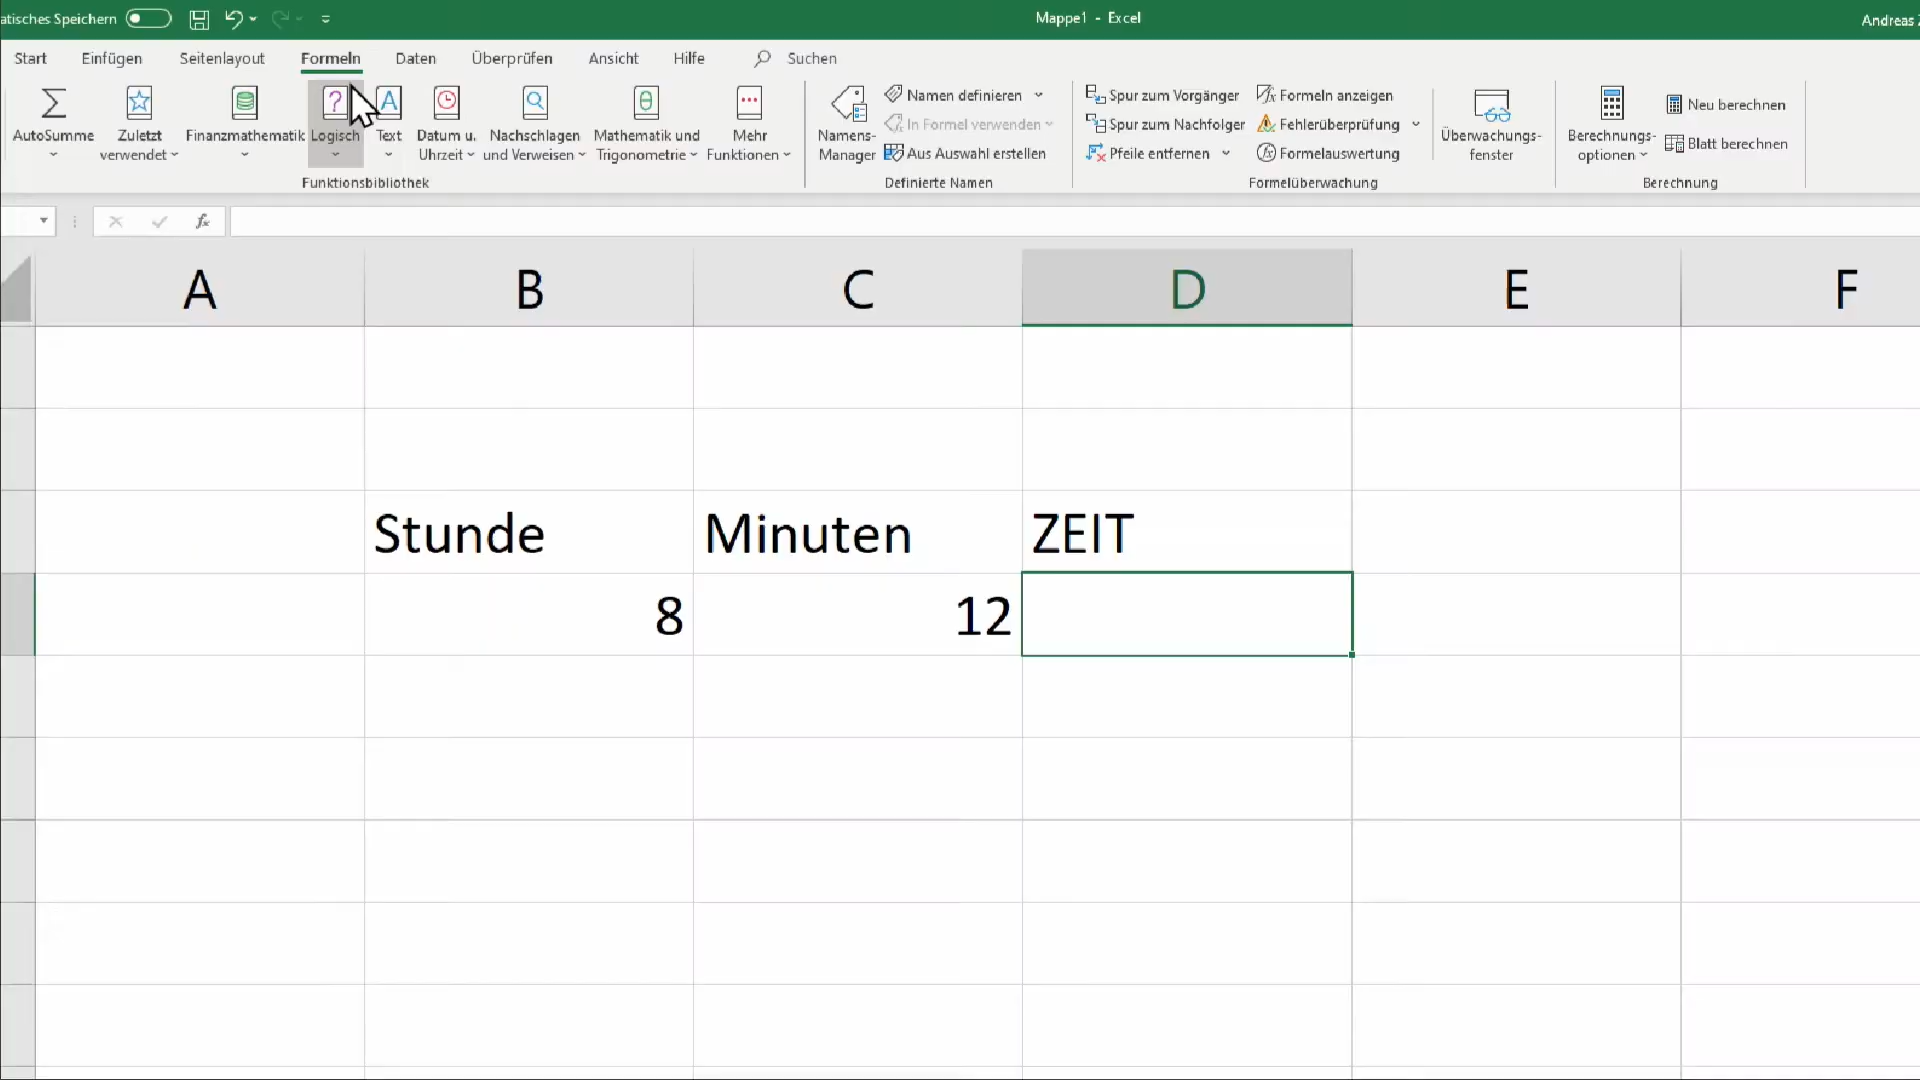 atisches Speichern
Mappe1 - Excel
Andreas
Start Einfügen Seitenlayout Formeln Daten Überprüfen Ansicht Hilfe Suchen
AutoSumme
Zuletzt
verwendet
Finanzmathematik
Logisch
Text
Datum u.
Uhrzeit
Nachschlagen
und Verweisen
Mathematik und
Trigonometrie
Mehr
Funktionen
Funktionsbibliothek
Namens-
Manager
Namen definieren
In Formel verwenden
Aus Auswahl erstellen
Definierte Namen
Spur zum Vorgänger
Spur zum Nachfolger
Pfeile entfernen
Formeln anzeigen
Fehlerüberprüfung
Formelauswertung
Formelüberwachung
Überwachungs-
fenster
Berechnungs-
optionen
Neu berechnen
Blatt berechnen
Berechnung
fx
A B C D E F
Stunde Minuten ZEIT
8 12